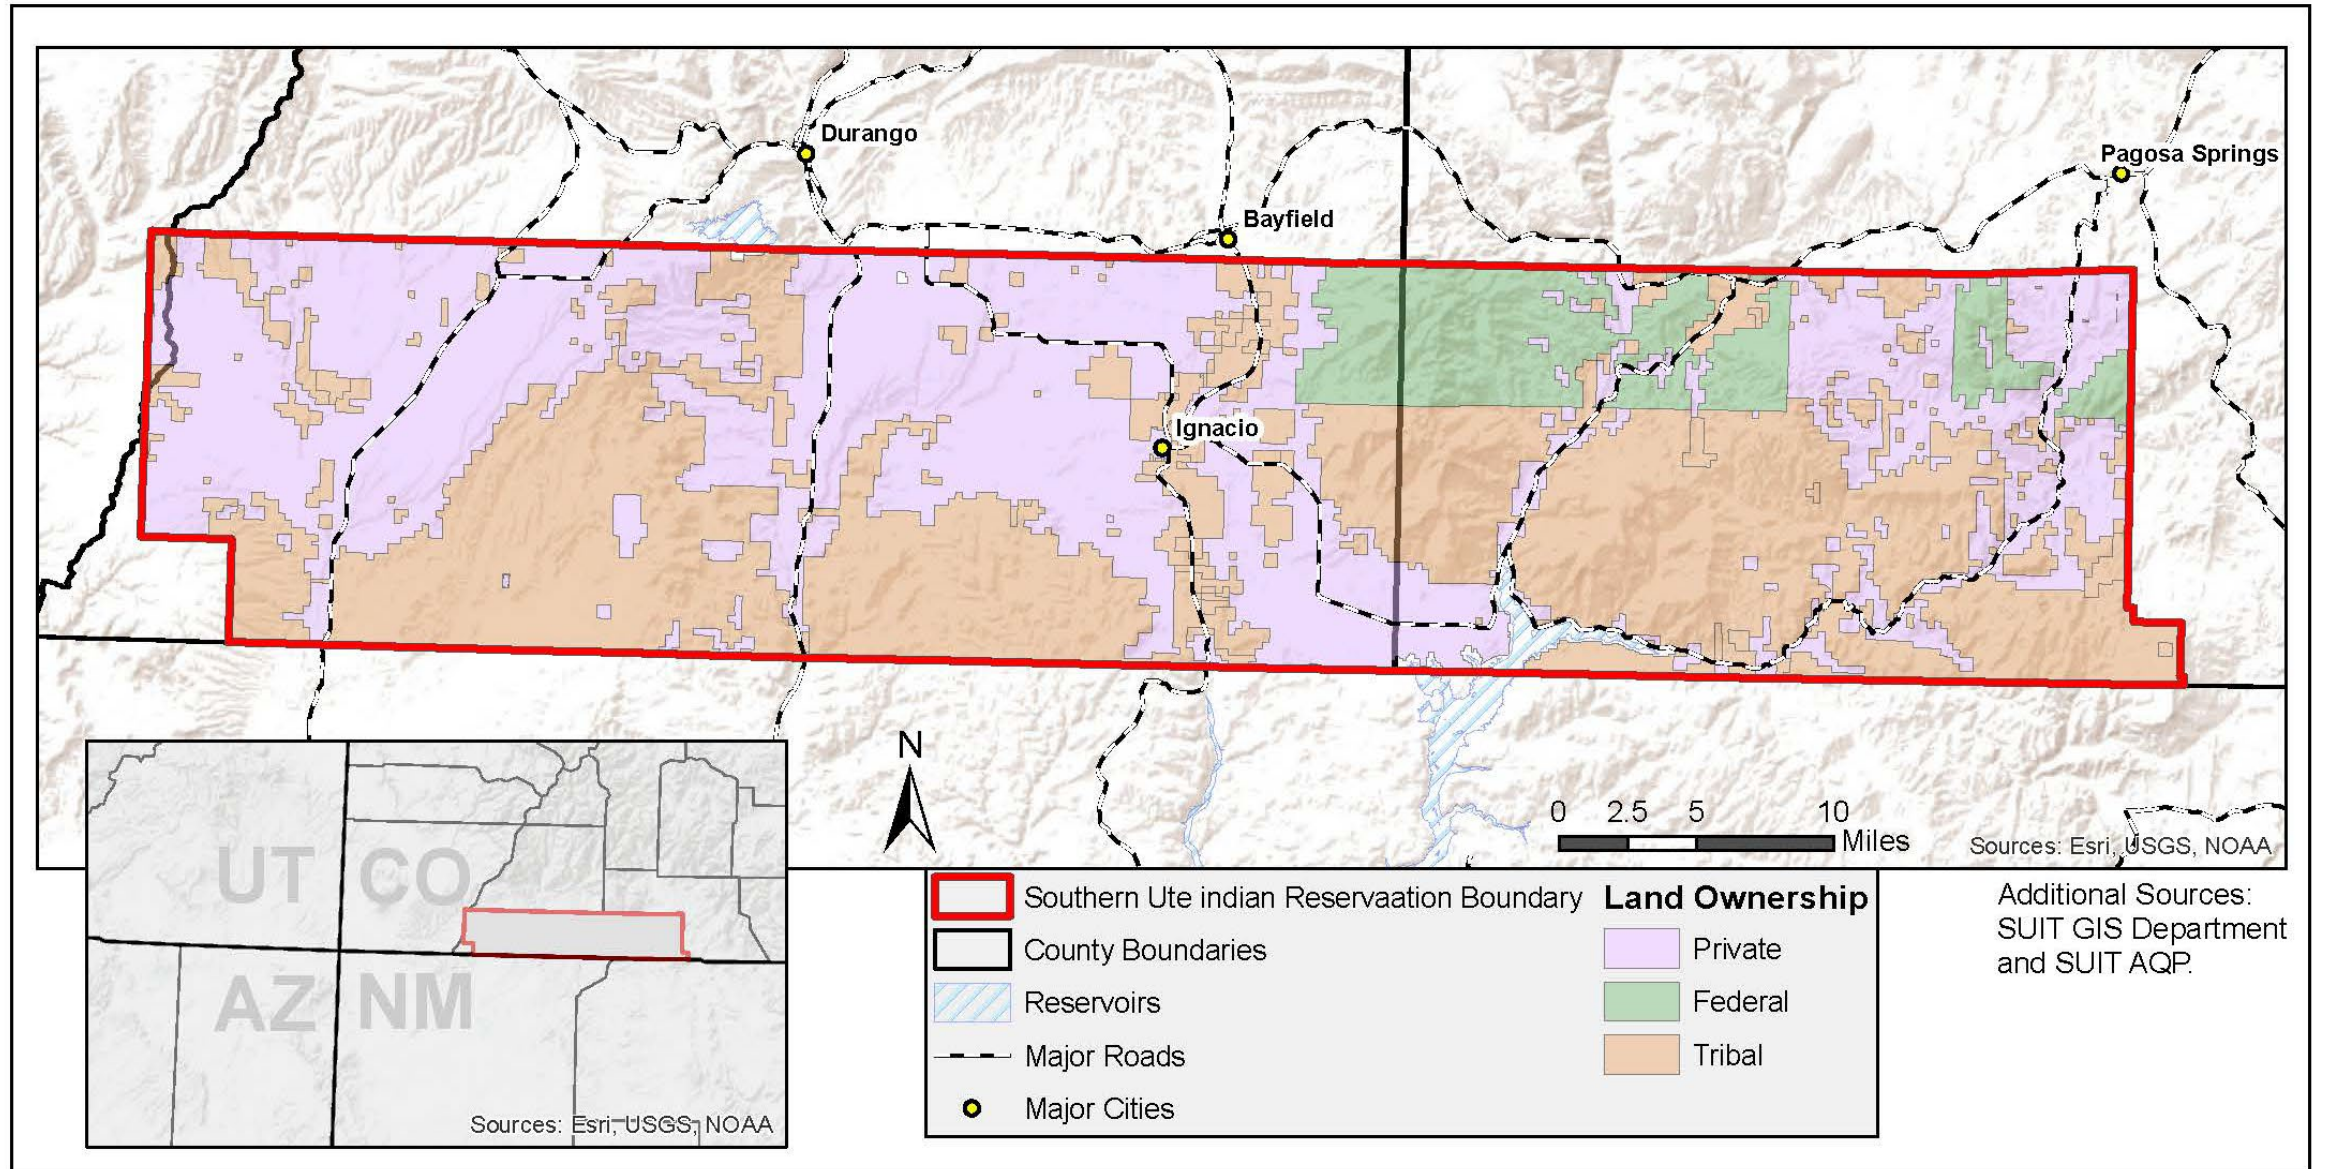 Durango
Pagosa Springs
Bayfield
Ignacio
N
0 2.5 5 10
Miles
Sources: Esri, USGS, NOAA
UT CO
AZ NM
Sources: Esri, USGS, NOAA
Southern Ute indian Reservaation Boundary
County Boundaries
Reservoirs
Major Roads
Major Cities
Land Ownership
Private
Federal
Tribal
Additional Sources:
SUIT GIS Department
and SUIT AQP.